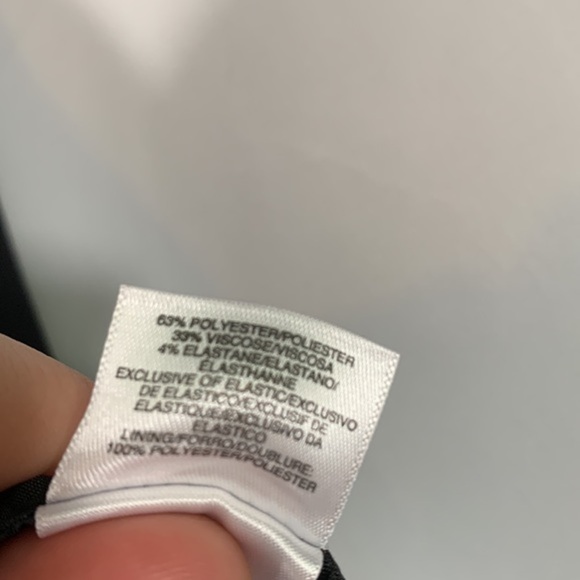 63% POLYESTER/POLIESTER
33% VISCOSE/VISCOSA
4% ELASTANE/ELASTANO/
ÉLASTHANNE
EXCLUSIVE OF ELASTIC/EXCLUSIVO
DE ELASTICO/EXCLUSIF DE
ELASTIQUE/EXCLUSIVO DA
ELASTICO
LINING/FORRO/DOUBLURE:
100% POLYESTER/POLIESTER